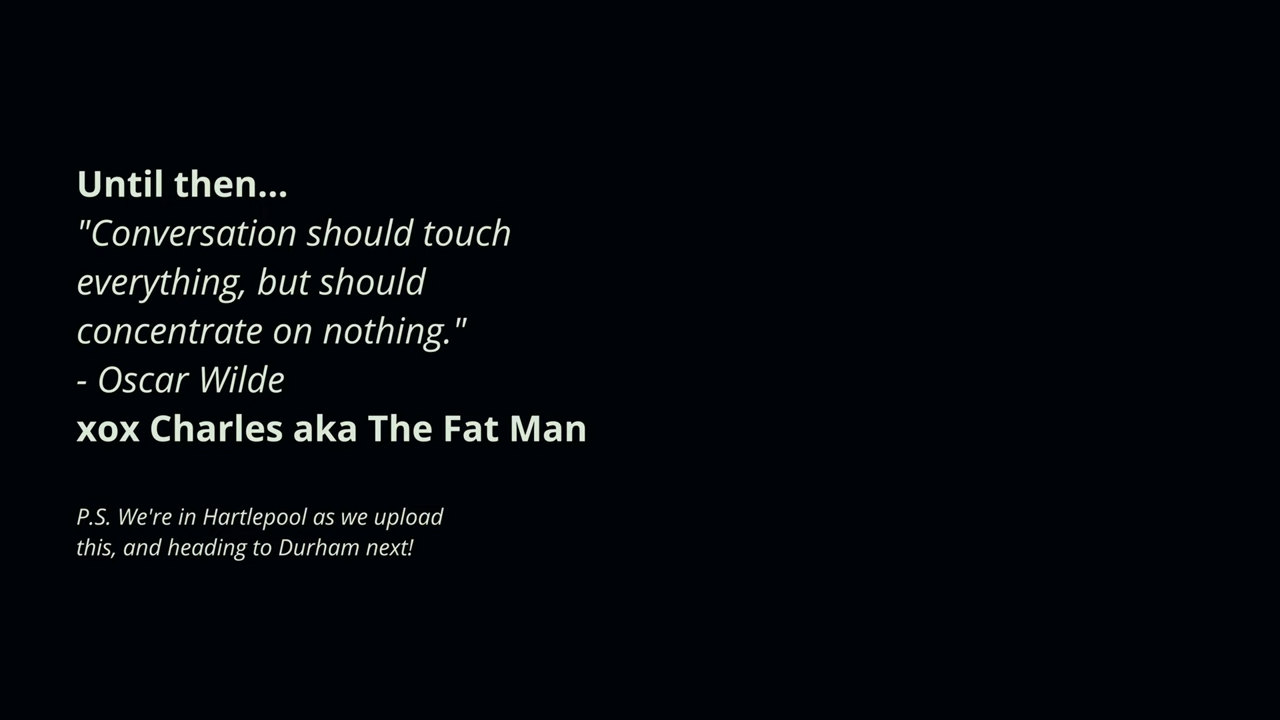 Until then...
"Conversation should touch
everything, but should
concentrate on nothing."
- Oscar Wilde
xox Charles aka The Fat Man
P.S. We're in Hartlepool as we upload
this, and heading to Durham next!